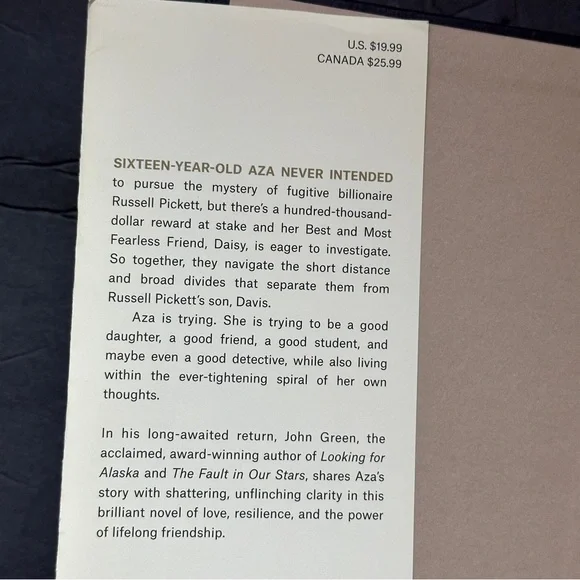 U.S. $19.99
CANADA $25.99
SIXTEEN-YEAR-OLD AZA NEVER INTENDED
to pursue the mystery of fugitive billionaire
Russell Pickett, but there's a hundred-thousand-
dollar reward at stake and her Best and Most
Fearless Friend, Daisy, is eager to investigate.
So together, they navigate the short distance
and broad divides that separate them from
Russell Pickett's son, Davis.
Aza is trying. She is trying to be a good
daughter, a good friend, a good student, and
maybe even a good detective, while also living
within the ever-tightening spiral of her own
thoughts.
In his long-awaited return, John Green, the
acclaimed, award-winning author of Looking for
Alaska and The Fault in Our Stars, shares Aza's
story with shattering, unflinching clarity in this
brilliant novel of love, resilience, and the power
of lifelong friendship.